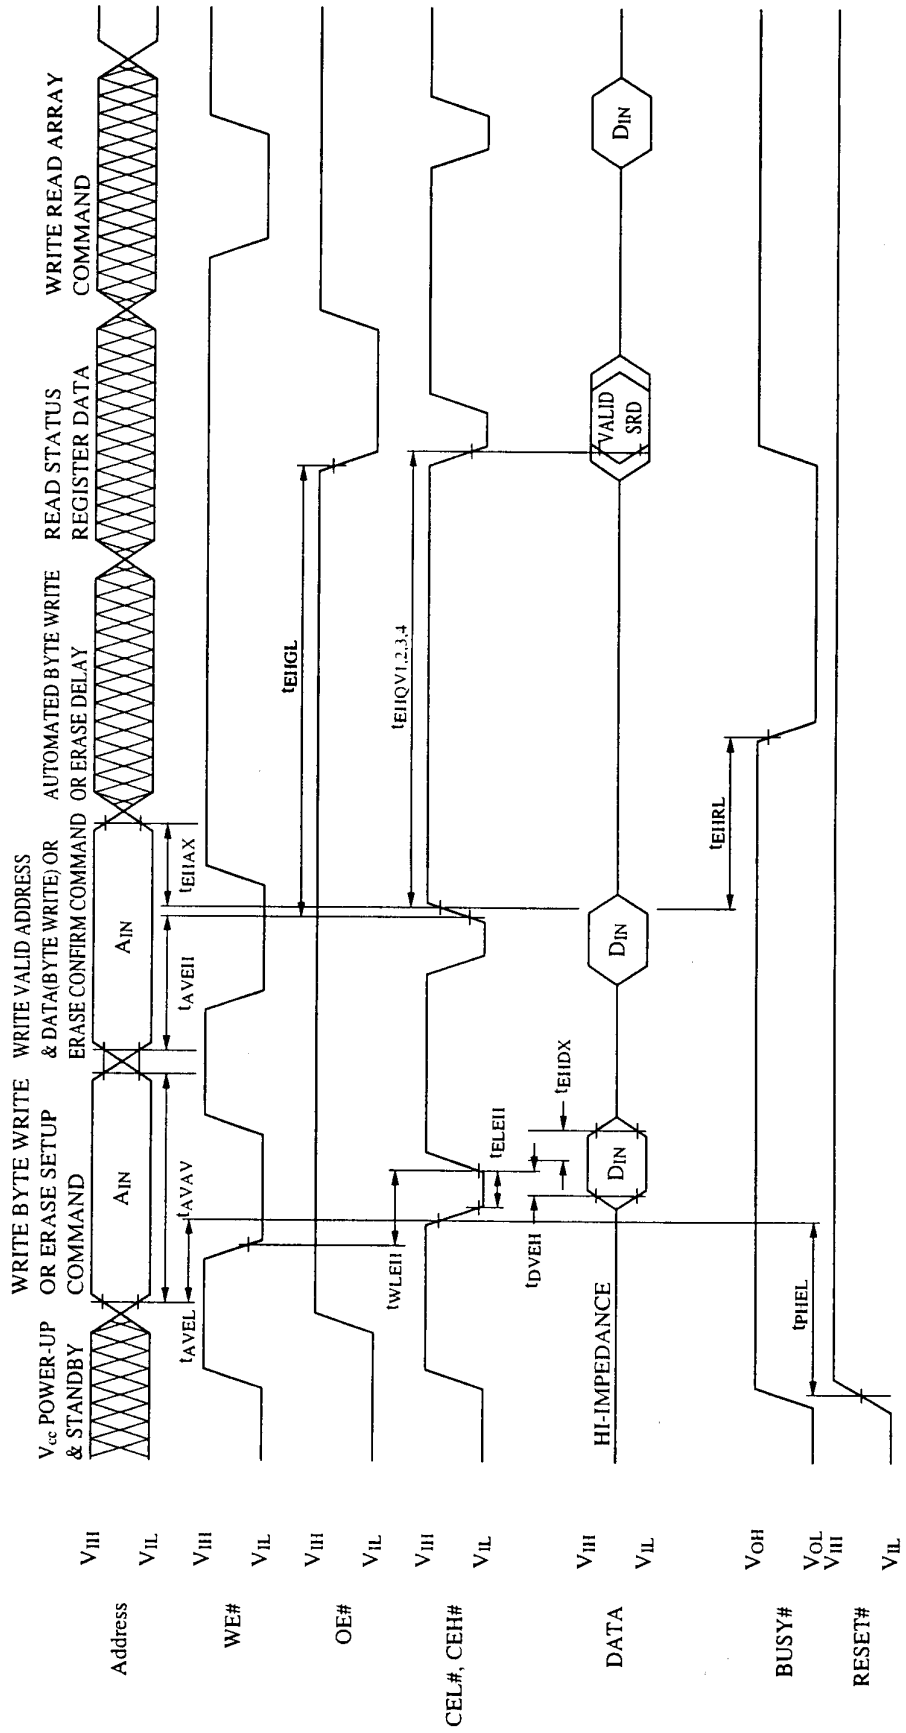 Vcc POWER-UP
& STANDBY
WRITE BYTE WRITE
OR ERASE SETUP
COMMAND
WRITE VALID ADDRESS
& DATA(BYTE WRITE) OR
ERASE CONFIRM COMMAND
AUTOMATED BYTE WRITE
OR ERASE DELAY
READ STATUS
REGISTER DATA
WRITE READ ARRAY
COMMAND
Address
VIH
VIL
AIN
AIN
tAVEL
tAVAV
tAVEH
tEHAX
WE#
VIH
VIL
OE#
VIH
VIL
tEHGL
CEL#, CEH#
VIH
VIL
tWLEH
tELEH
tEHQV1,2,3,4
tDVEH
tEHDX
DATA
VIH
VIL
HI-IMPEDANCE
DIN
DIN
VALID
SRD
DIN
BUSY#
VOH
VOL
tEHRL
tPHEL
RESET#
VIH
VIL